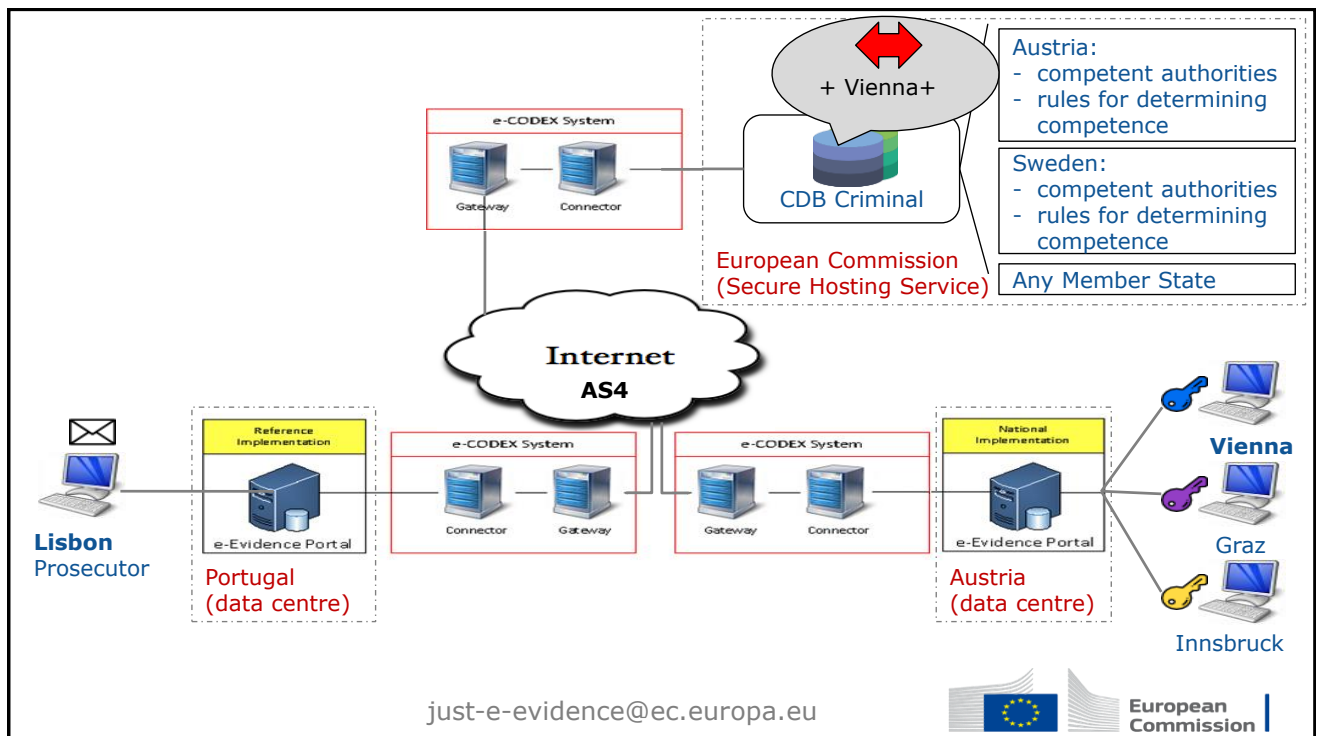 + Vienna+
Austria:
- competent authorities
- rules for determining
competence
e-CODEX System
Gateway
Connector
CDB Criminal
Sweden:
- competent authorities
- rules for determining
competence
European Commission
(Secure Hosting Service)
Any Member State
Internet
AS4
Reference
Implementation
e-Evidence Portal
e-CODEX System
Connector
Gateway
e-CODEX System
Gateway
Connector
National
Implementation
e-Evidence Portal
Vienna
Lisbon
Prosecutor
Portugal
(data centre)
Austria
(data centre)
Graz
Innsbruck
just-e-evidence@ec.europa.eu
European
Commission